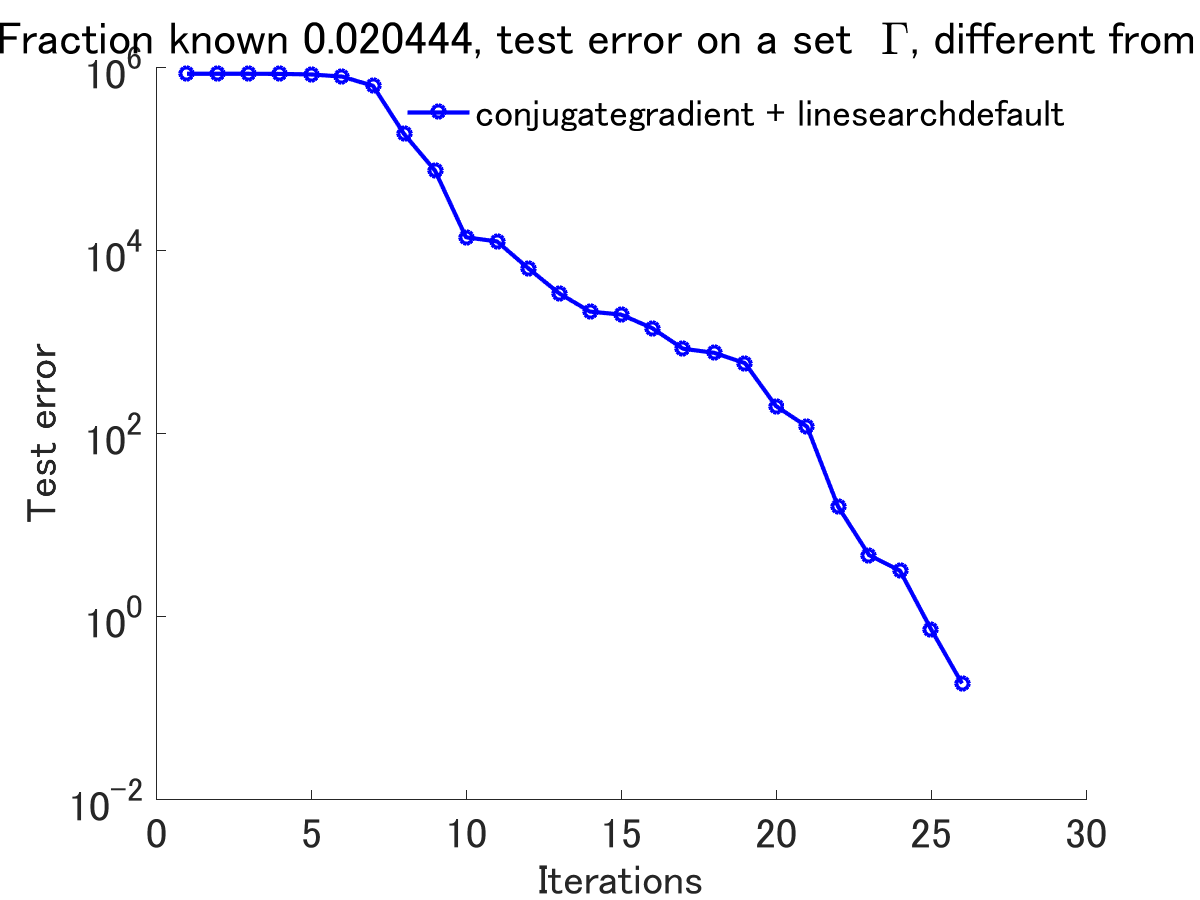 Fraction known 0.020444, test error on a set Γ, different from
10^6
conjugategradient + linesearchdefault
10^4
10^2
10^0
10^-2
Test error
0 5 10 15 20 25 30
Iterations